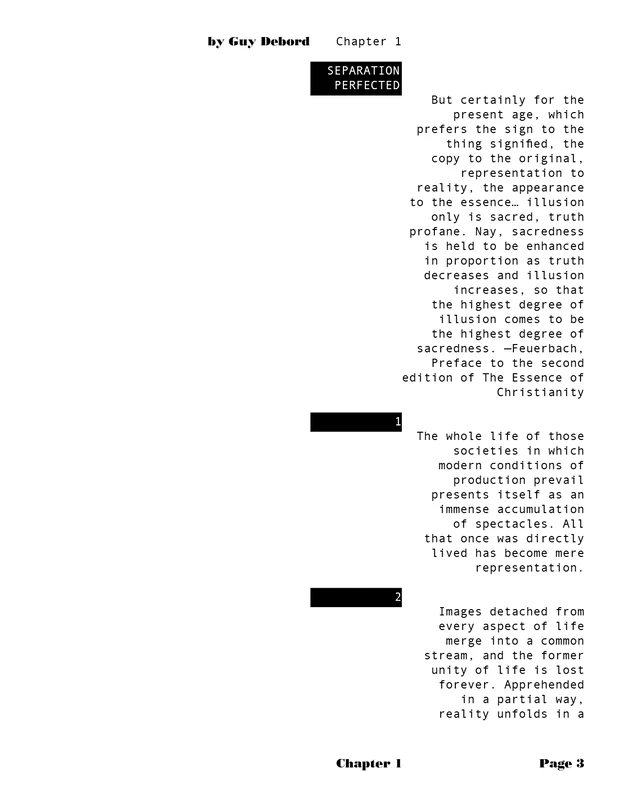 by Guy Debord Chapter 1
SEPARATION
PERFECTED
But certainly for the
present age, which
prefers the sign to the
thing signified, the
copy to the original,
representation to
reality, the appearance
to the essence… illusion
only is sacred, truth
profane. Nay, sacredness
is held to be enhanced
in proportion as truth
decreases and illusion
increases, so that
the highest degree of
illusion comes to be
the highest degree of
sacredness. —Feuerbach,
Preface to the second
edition of The Essence of
Christianity
1
The whole life of those
societies in which
modern conditions of
production prevail
presents itself as an
immense accumulation
of spectacles. All
that once was directly
lived has become mere
representation.
2
Images detached from
every aspect of life
merge into a common
stream, and the former
unity of life is lost
forever. Apprehended
in a partial way,
reality unfolds in a
Chapter 1 Page 3